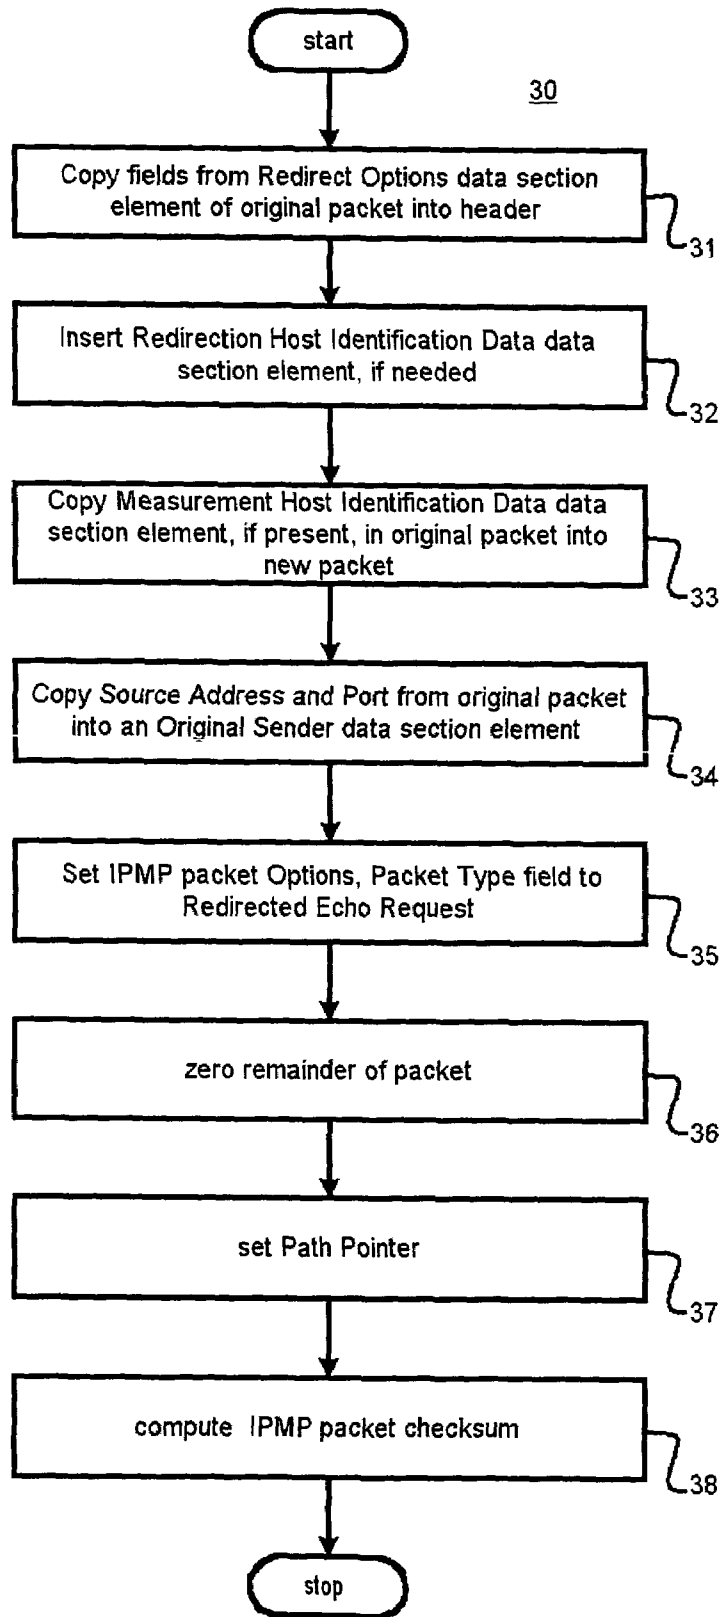 start
30
Copy fields from Redirect Options data section
element of original packet into header
31
Insert Redirection Host Identification Data data
section element, if needed
32
Copy Measurement Host Identification Data data
section element, if present, in original packet into
new packet
33
Copy Source Address and Port from original packet
into an Original Sender data section element
34
Set IPMP packet Options, Packet Type field to
Redirected Echo Request
35
zero remainder of packet
36
set Path Pointer
37
compute IPMP packet checksum
38
stop